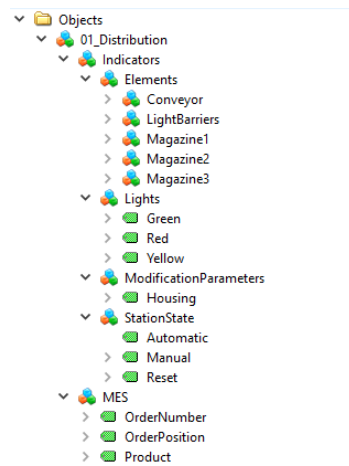 Objects
01_Distribution
Indicators
Elements
Conveyor
LightBarriers
Magazine1
Magazine2
Magazine3
Lights
Green
Red
Yellow
ModificationParameters
Housing
StationState
Automatic
Manual
Reset
MES
OrderNumber
OrderPosition
Product